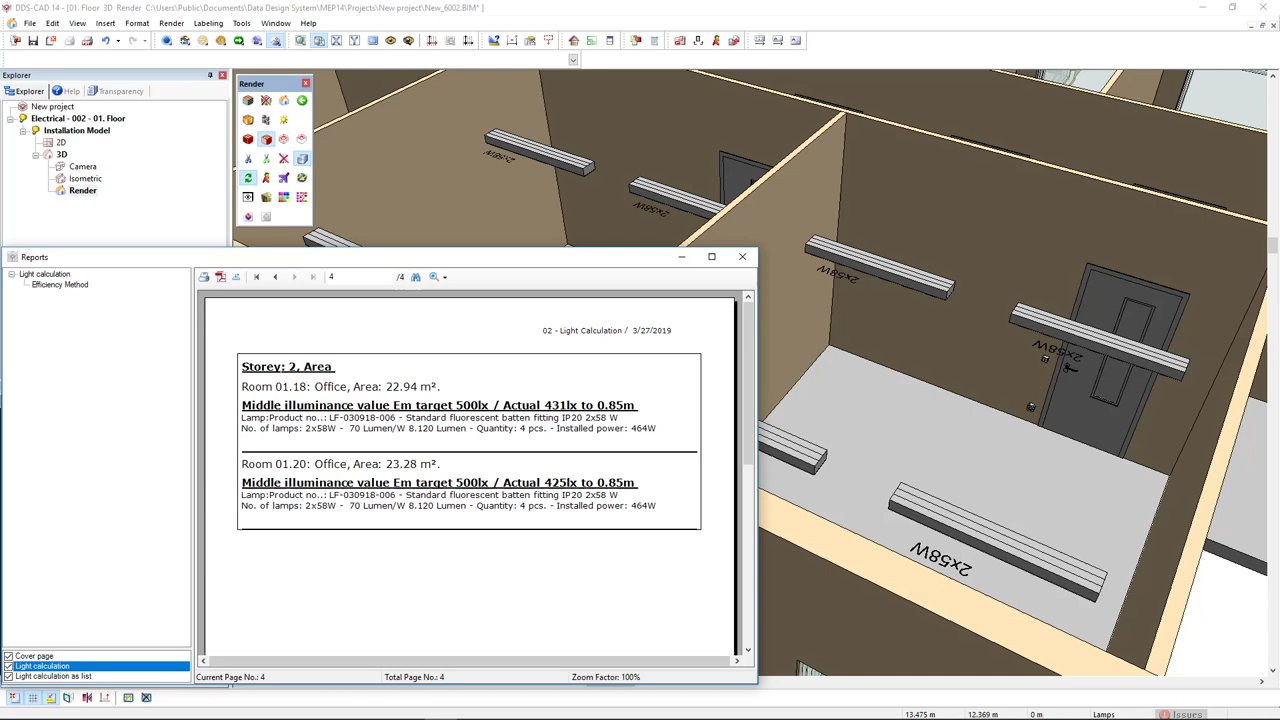 DDS-CAD 14 - [01. Floor 3D Render C:\Users\Public\Documents\Data Design System\MEP14\Projects\New project\New_6002.BIM* ]
File Edit View Insert Format Render Labeling Tools Window Help
Explorer
Render
Explorer Help Transparency
New project
Electrical - 002 - 01. Floor
Installation Model
2D
3D
Camera
Isometric
Render
2x58W
2x58W
2x58W
2x58W
2x58W
Reports
Light calculation
Efficiency Method
4 /4
02 - Light Calculation / 3/27/2019
Storey: 2, Area
Room 01.18: Office, Area: 22.94 m².
Middle illuminance value Em target 500lx / Actual 431lx to 0.85m
Lamp:Product no..: LF-030918-006 - Standard fluorescent batten fitting IP20 2x58 W
No. of lamps: 2x58W - 70 Lumen/W 8.120 Lumen - Quantity: 4 pcs. - Installed power: 464W
Room 01.20: Office, Area: 23.28 m².
Middle illuminance value Em target 500lx / Actual 425lx to 0.85m
Lamp:Product no..: LF-030918-006 - Standard fluorescent batten fitting IP20 2x58 W
No. of lamps: 2x58W - 70 Lumen/W 8.120 Lumen - Quantity: 4 pcs. - Installed power: 464W
Cover page
Light calculation
Light calculation as list
Current Page No.: 4 Total Page No.: 4 Zoom Factor: 100%
13.475 m 12.369 m 0 m Lamps Issues